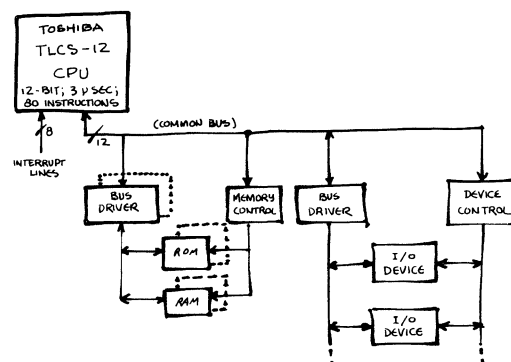 TOSHIBA
TLCS-12
CPU
12-BIT; 3 µSEC;
80 INSTRUCTIONS
8
12
(COMMON BUS)
INTERRUPT
LINES
BUS
DRIVER
MEMORY
CONTROL
BUS
DRIVER
DEVICE
CONTROL
ROM
I/O
DEVICE
RAM
I/O
DEVICE